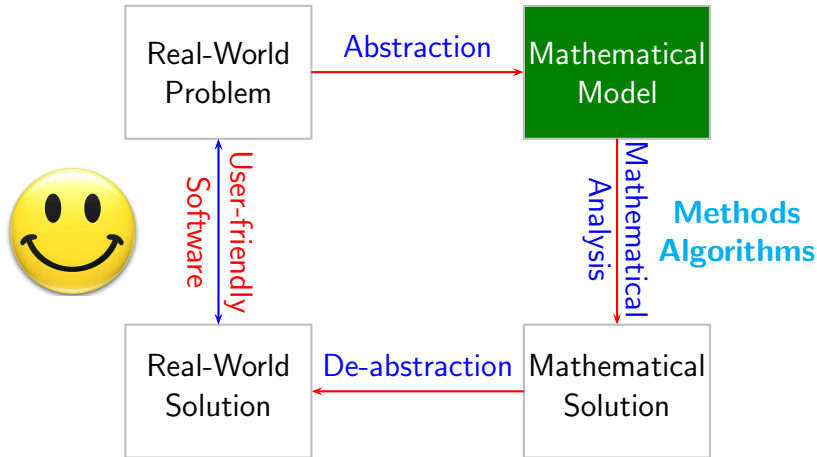 Real-World
Problem
Abstraction
Mathematical
Model
User-friendly
Software
Mathematical
Analysis
Methods
Algorithms
Real-World
Solution
De-abstraction
Mathematical
Solution